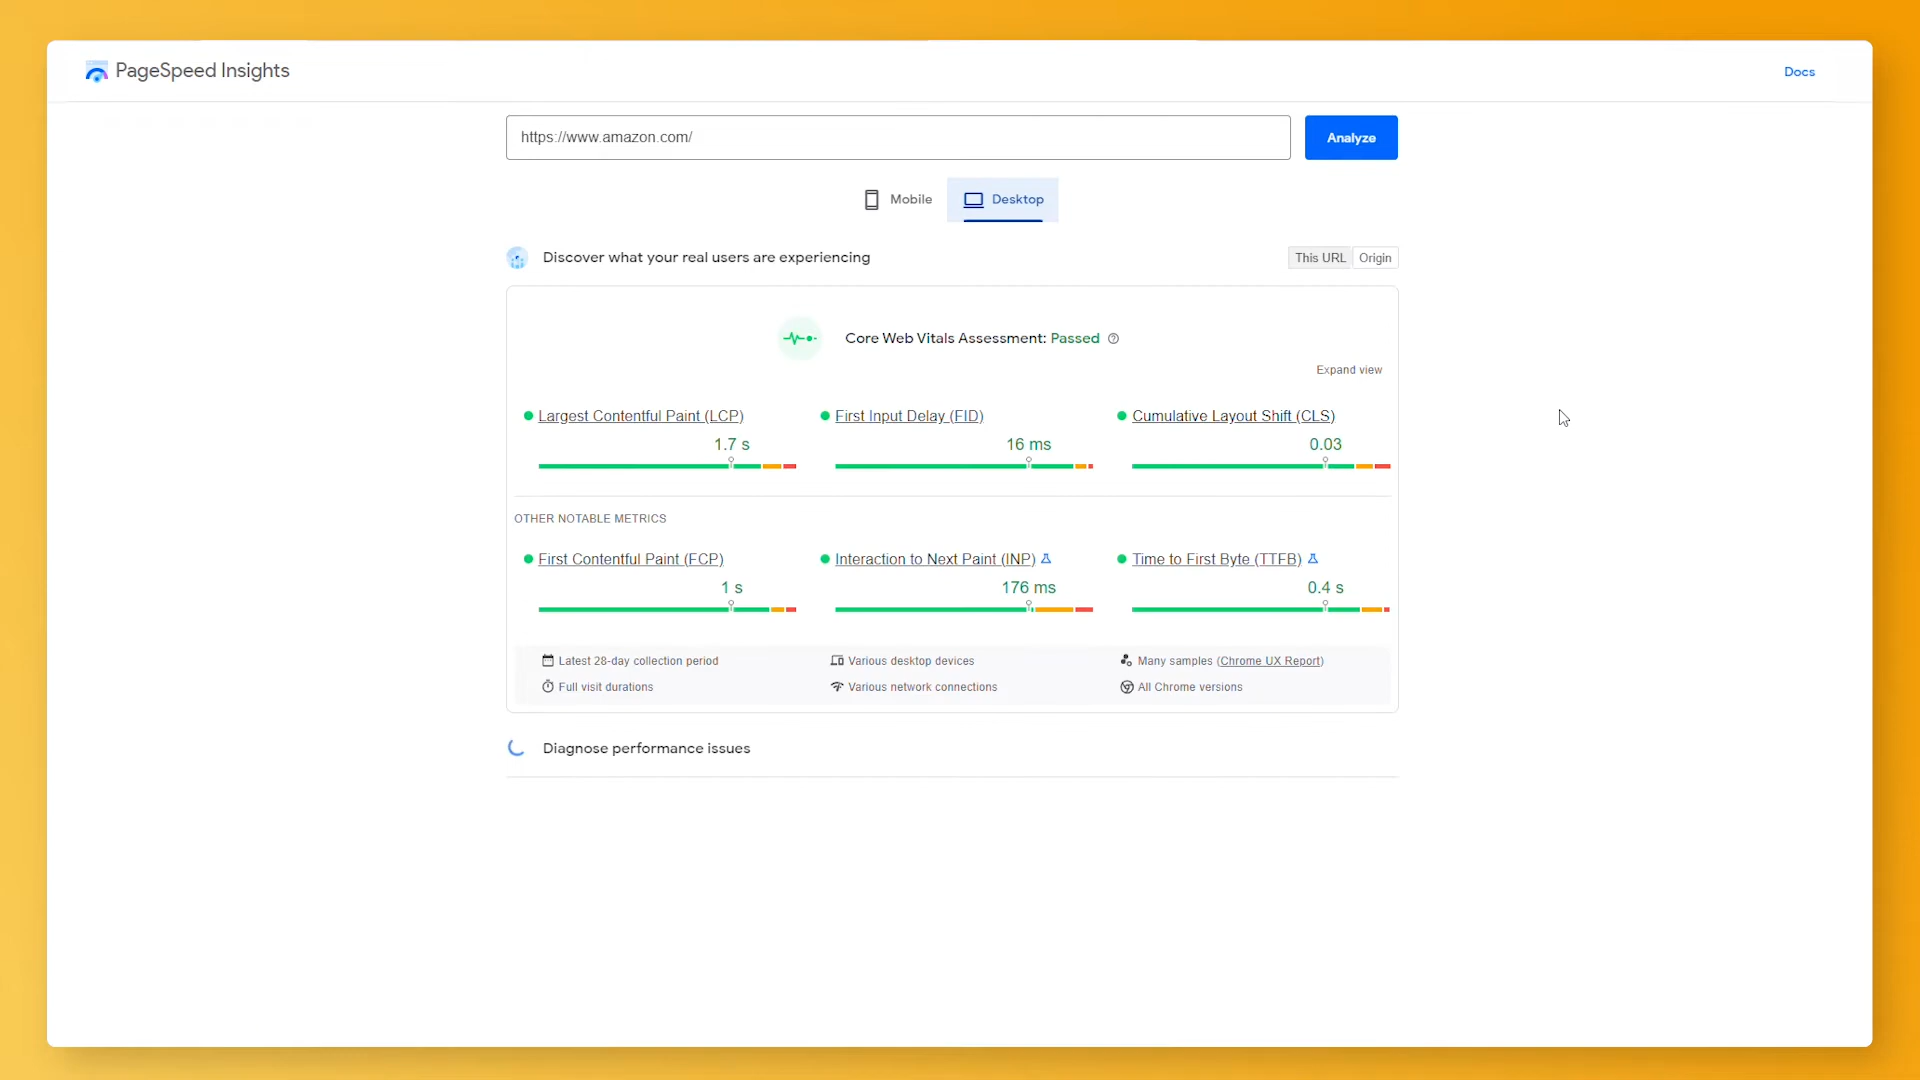 PageSpeed Insights
Docs
https://www.amazon.com/
Analyze
Mobile
Desktop
Discover what your real users are experiencing
This URL
Origin
Core Web Vitals Assessment: Passed
Expand view
Largest Contentful Paint (LCP)
1.7 s
First Input Delay (FID)
16 ms
Cumulative Layout Shift (CLS)
0.03
OTHER NOTABLE METRICS
First Contentful Paint (FCP)
1 s
Interaction to Next Paint (INP)
176 ms
Time to First Byte (TTFB)
0.4 s
Latest 28-day collection period
Various desktop devices
Many samples (Chrome UX Report)
Full visit durations
Various network connections
All Chrome versions
Diagnose performance issues